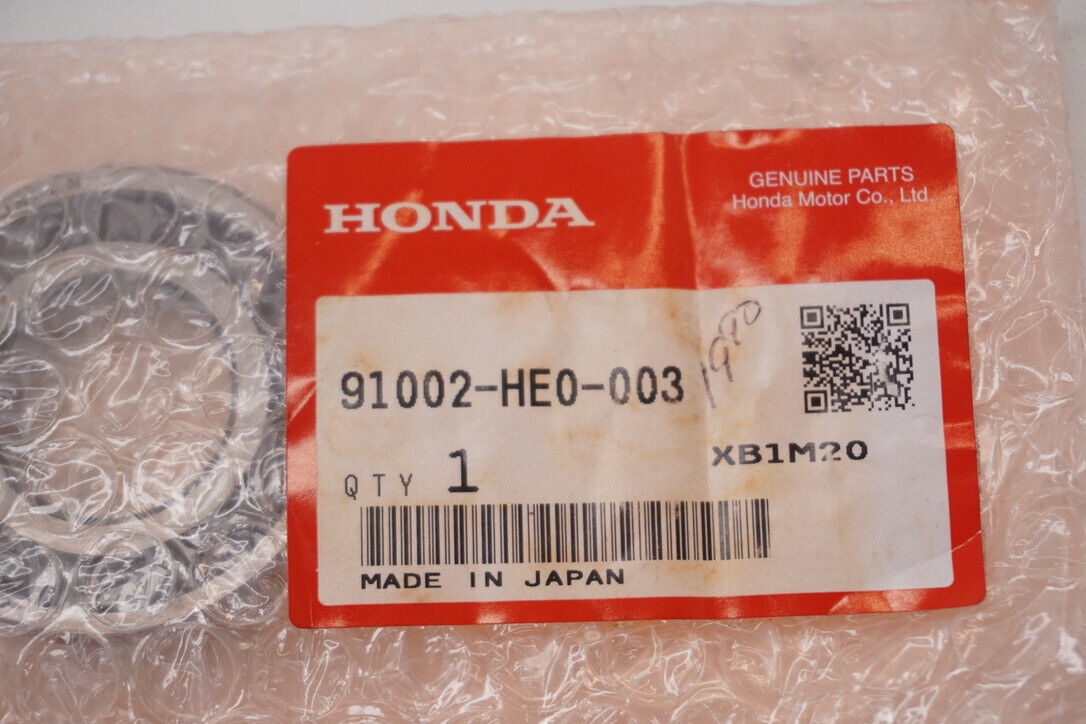 HONDA
GENUINE PARTS
Honda Motor Co., Ltd.
91002-HE0-003
1990
XB1M20
QTY 1
MADE IN JAPAN